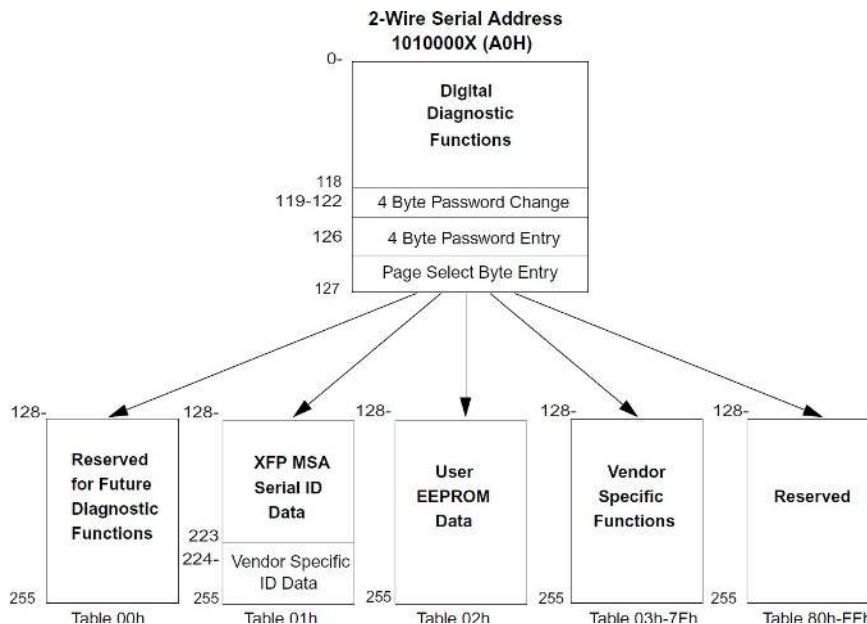 2-Wire Serial Address
1010000X (A0H)
0-
Digital
Diagnostic
Functions
118
119-122
4 Byte Password Change
126
4 Byte Password Entry
Page Select Byte Entry
127
128-
Reserved
for Future
Diagnostic
Functions
255
Table 00h
128-
XFP MSA
Serial ID
Data
223
224-
Vendor Specific
ID Data
255
Table 01h
128-
User
EEPROM
Data
255
Table 02h
128-
Vendor
Specific
Functions
255
Table 03h-7Fh
128-
Reserved
255
Table 80h-FFh